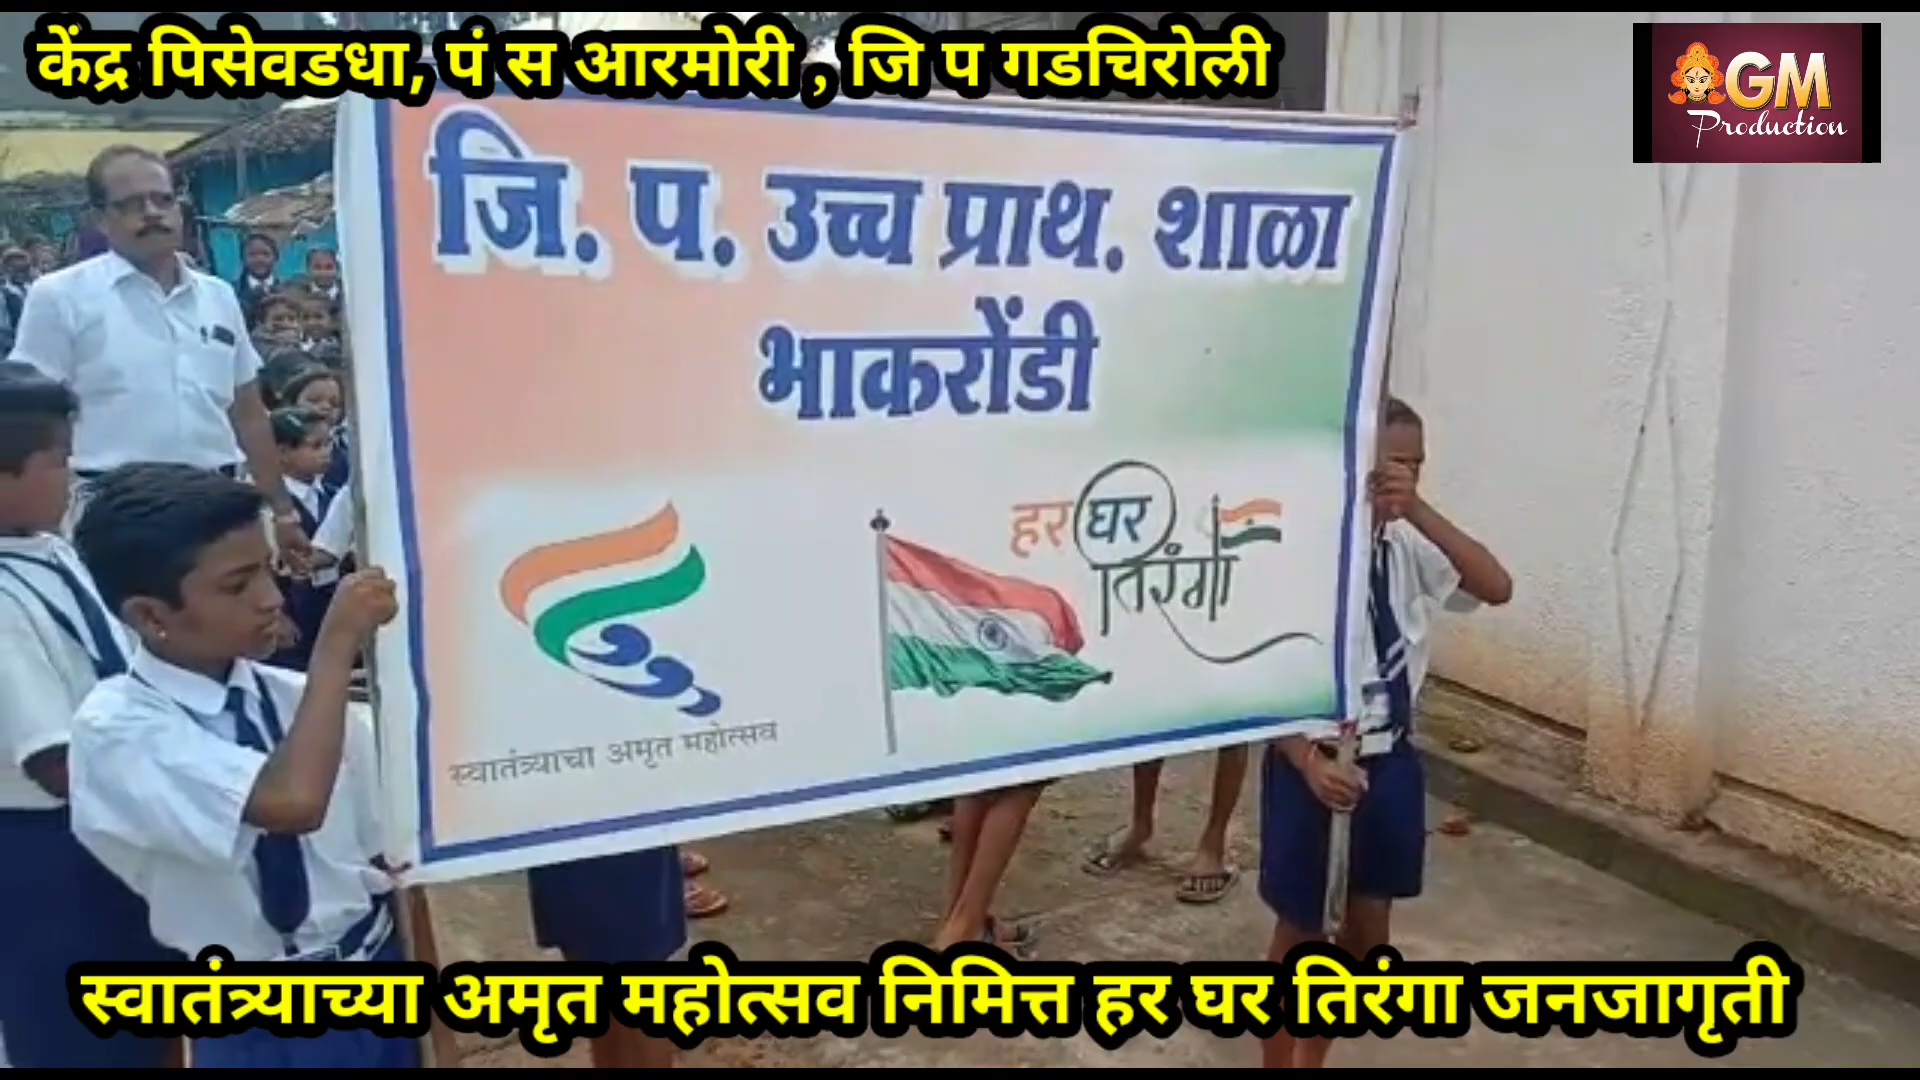 केंद्र पिसेवडधा, पं स आरमोरी , जि प गडचिरोली
GM
Production
जि. प. उच्च प्राथ. शाळा
भाकरोंडी
हर घर
तिरंगा
स्वातंत्र्याचा अमृत महोत्सव
स्वातंत्र्याच्या अमृत महोत्सव निमित्त हर घर तिरंगा जनजागृती